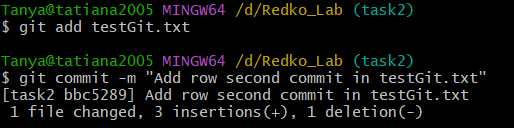 Tanya@tatiana2005 MINGW64 /d/Redko_Lab (task2)
$ git add testGit.txt
Tanya@tatiana2005 MINGW64 /d/Redko_Lab (task2)
$ git commit -m "Add row second commit in testGit.txt"
[task2 bbc5289] Add row second commit in testGit.txt
 1 file changed, 3 insertions(+), 1 deletion(-)